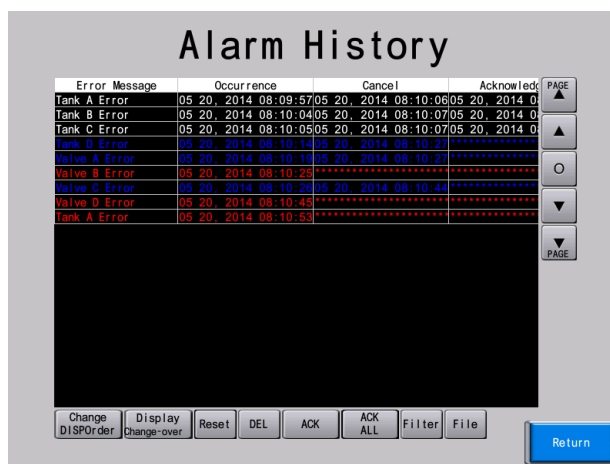 Alarm History
Error Message Occurrence Cancel Acknowledg
Tank A Error 05 20, 2014 08:09:57 05 20, 2014 08:10:06 05 20, 2014 0
Tank B Error 05 20, 2014 08:10:04 05 20, 2014 08:10:07 05 20, 2014 0
Tank C Error 05 20, 2014 08:10:05 05 20, 2014 08:10:07 05 20, 2014 0
Tank D Error 05 20, 2014 08:10:14 05 20, 2014 08:10:27 ***************
Valve A Error 05 20, 2014 08:10:19 05 20, 2014 08:10:27 ***************
Valve B Error 05 20, 2014 08:10:25 *********************** ***************
Valve C Error 05 20, 2014 08:10:26 05 20, 2014 08:10:44 ***************
Valve D Error 05 20, 2014 08:10:45 *********************** ***************
Tank A Error 05 20, 2014 08:10:53 *********************** ***************
PAGE
O
PAGE
Change
DISPOrder
Display
Change-over
Reset
DEL
ACK
ACK
ALL
Filter
File
Return